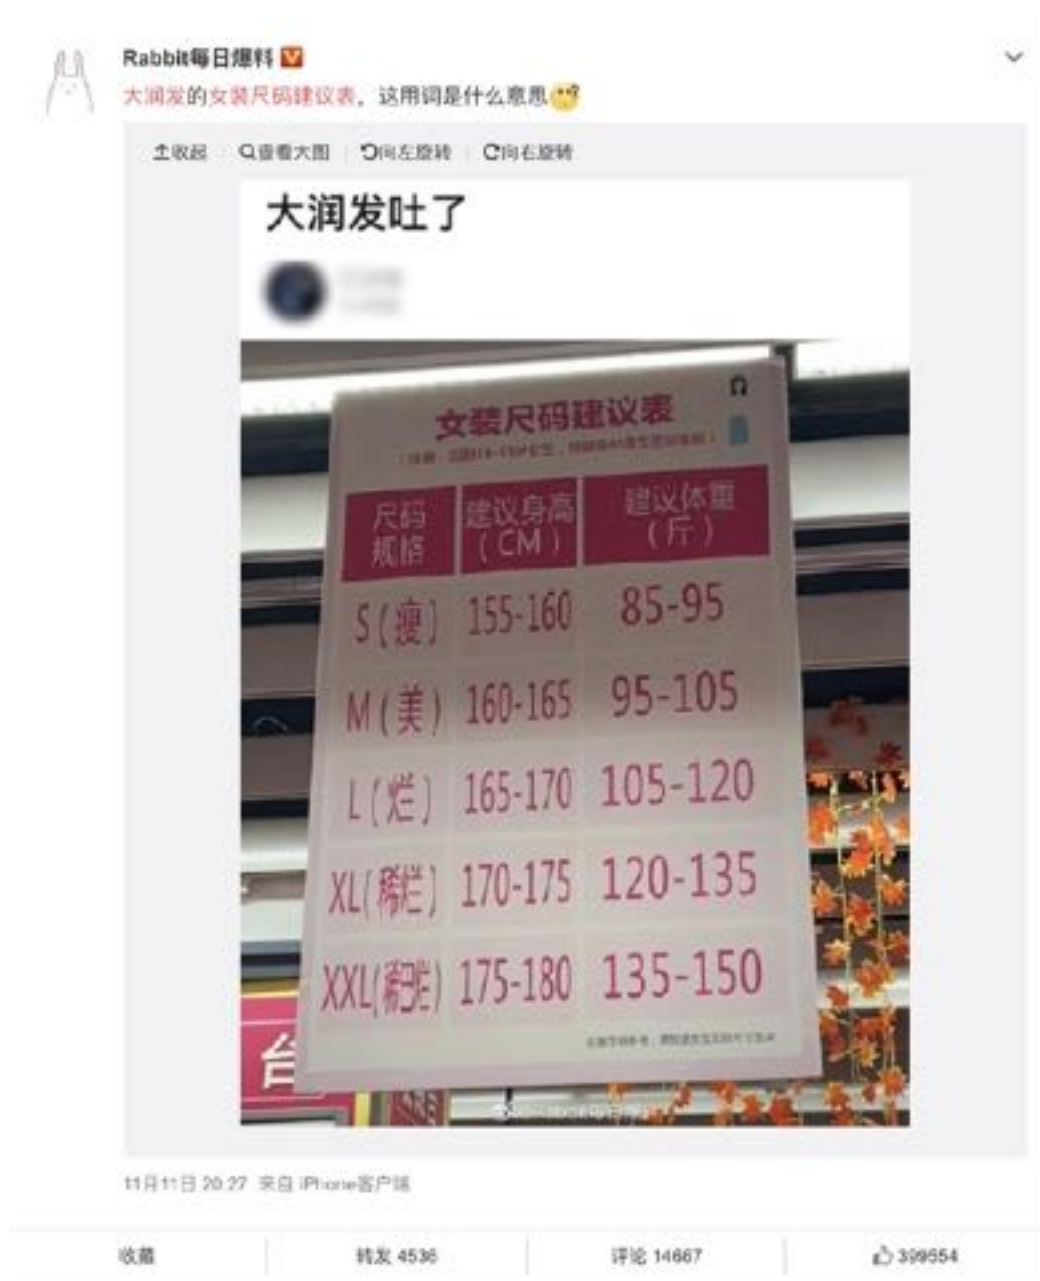 Rabbit每日爆料
大润发的女装尺码建议表，这用词是什么意思
收起 查看大图 向左旋转 向右旋转
大润发吐了
女装尺码建议表
尺码规格 建议身高（CM） 建议体重（斤）
S(瘦) 155-160 85-95
M(美) 160-165 95-105
L(烂) 165-170 105-120
XL(稀烂) 170-175 120-135
XXL(稀巴烂) 175-180 135-150
台
11月11日 20:27 来自 iPhone客户端
收藏 转发 4536 评论 14667 399554